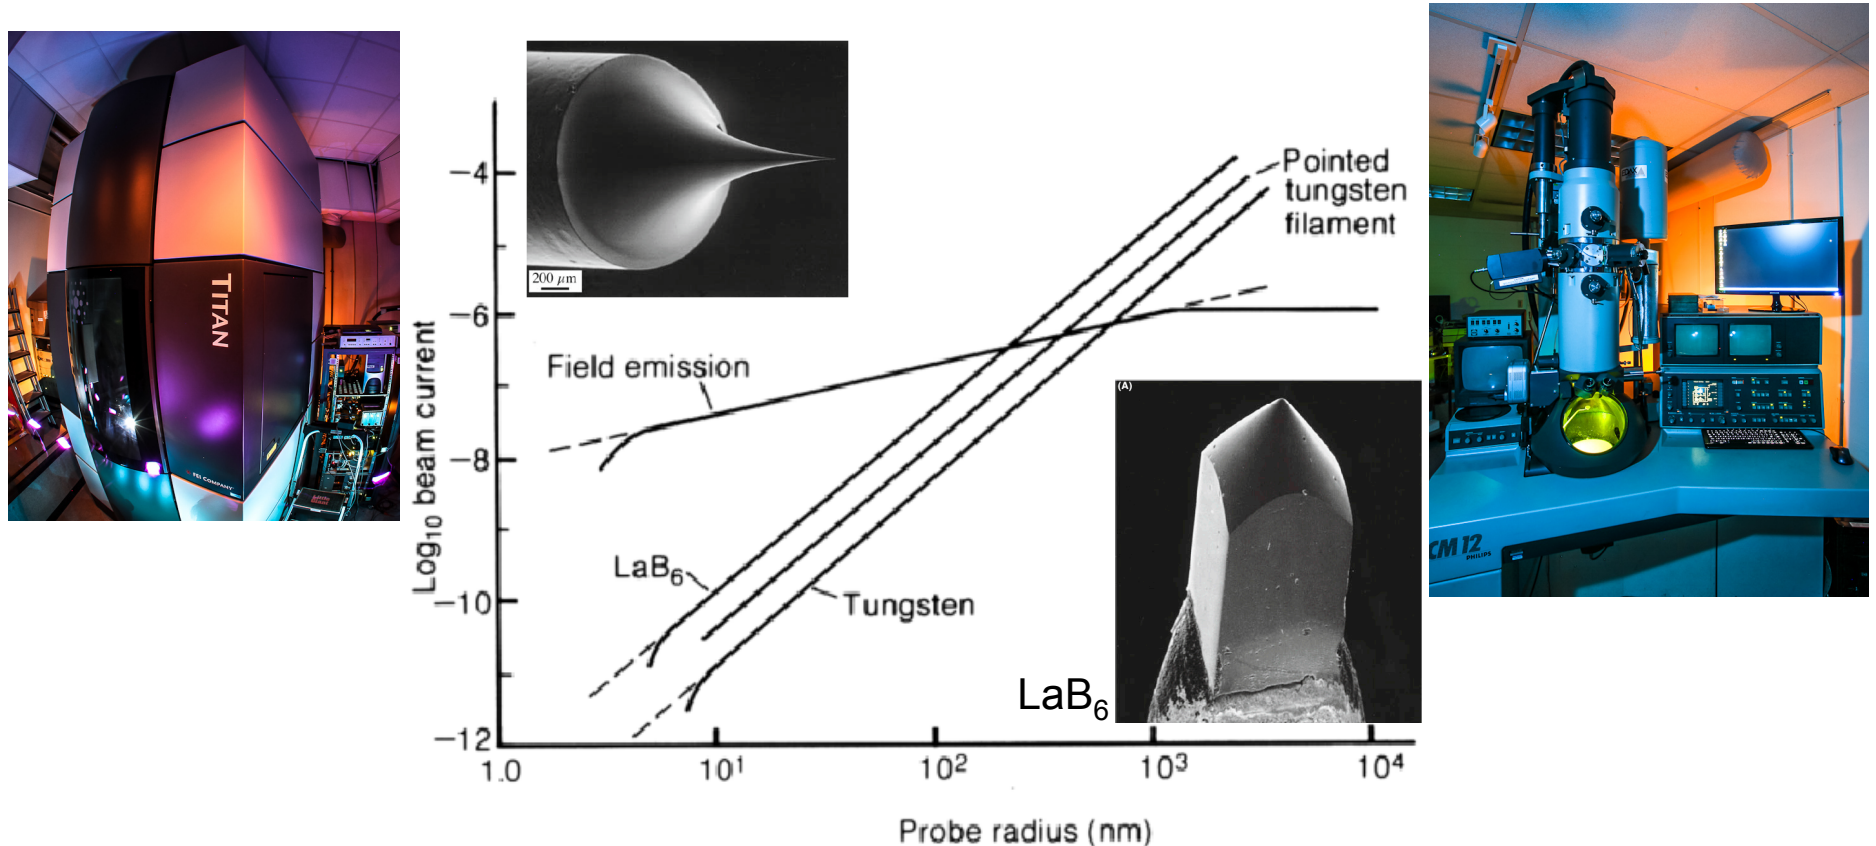 TITAN
FEI COMPANY
200 μm
Log₁₀ beam current
−4
−6
−8
−10
−12
Field emission
LaB₆
Tungsten
Pointed
tungsten
filament
(A)
LaB₆
1.0
10¹
10²
10³
10⁴
Probe radius (nm)
CM 12
PHILIPS